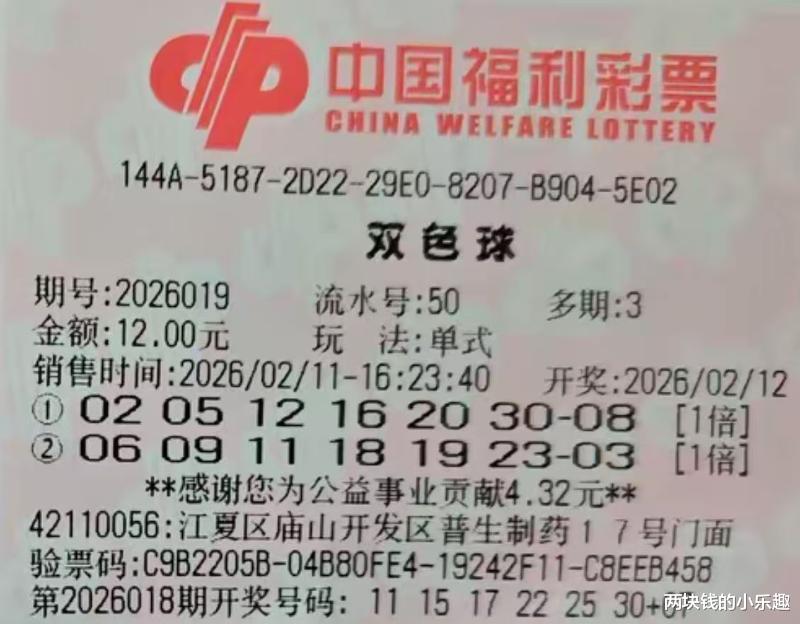 中国福利彩票
CHINA WELFARE LOTTERY
144A-5187-2D22-29E0-8207-B904-5E02
双色球
期号:2026019 流水号:50 多期:3
金额:12.00元 玩 法:单式
销售时间:2026/02/11-16:23:40 开奖:2026/02/12
① 02 05 12 16 20 30-08 [1倍]
② 06 09 11 18 19 23-03 [1倍]
**感谢您为公益事业贡献4.32元**
42110056:江夏区庙山开发区普生制药17号门面
验票码:C9B2205B-04B80FE4-19242F11-C8EEB458
第2026018期开奖号码: 11 15 17 22 25 30+
两块钱的小乐趣